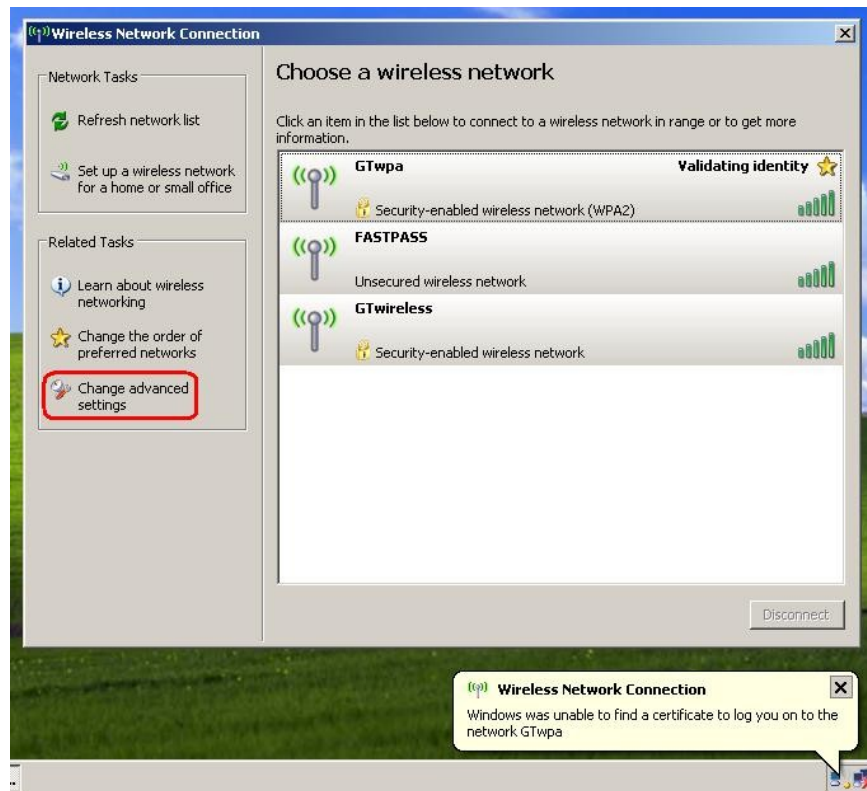 Wireless Network Connection
Network Tasks
Refresh network list
Set up a wireless network
for a home or small office
Related Tasks
Learn about wireless
networking
Change the order of
preferred networks
Change advanced
settings
Choose a wireless network
Click an item in the list below to connect to a wireless network in range or to get more
information.
GTwpa Validating identity
Security-enabled wireless network (WPA2)
FASTPASS
Unsecured wireless network
GTwireless
Security-enabled wireless network
Disconnect
Wireless Network Connection
Windows was unable to find a certificate to log you on to the
network GTwpa